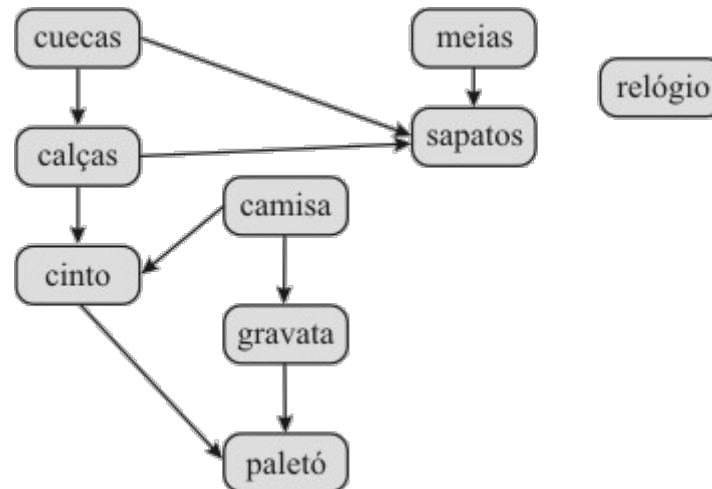 cuecas
meias
relógio
calças
sapatos
camisa
cinto
gravata
paletó